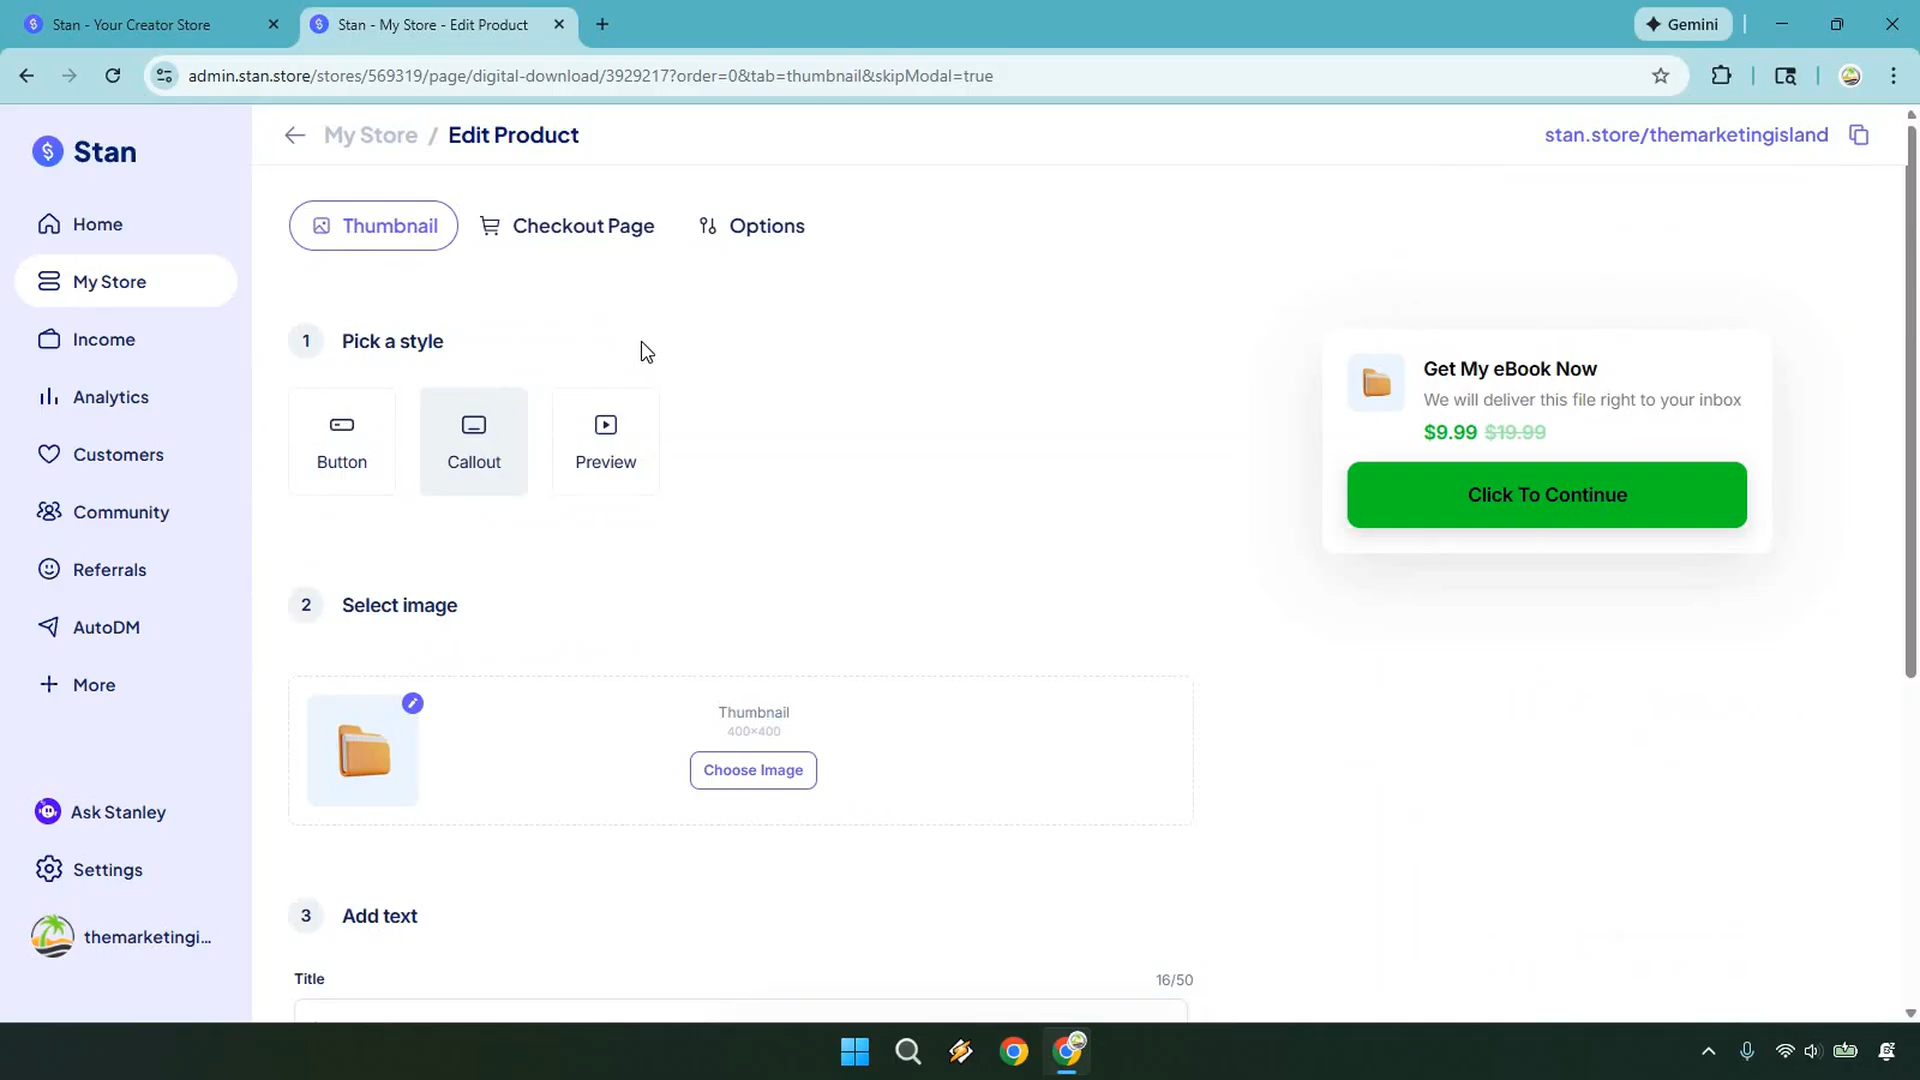 Stan - Your Creator Store
Stan - My Store - Edit Product
Gemini
admin.stan.store/stores/569319/page/digital-download/3929217?order=0&tab=thumbnail&skipModal=true
Stan
My Store / Edit Product
stan.store/themarketingisland
Home
My Store
Income
Analytics
Customers
Community
Referrals
AutoDM
More
Ask Stanley
Settings
themarketingi...
Thumbnail
Checkout Page
Options
1 Pick a style
Button
Callout
Preview
2 Select image
Thumbnail
400×400
Choose Image
3 Add text
Title
16/50
Get My eBook Now
We will deliver this file right to your inbox
$9.99 $19.99
Click To Continue